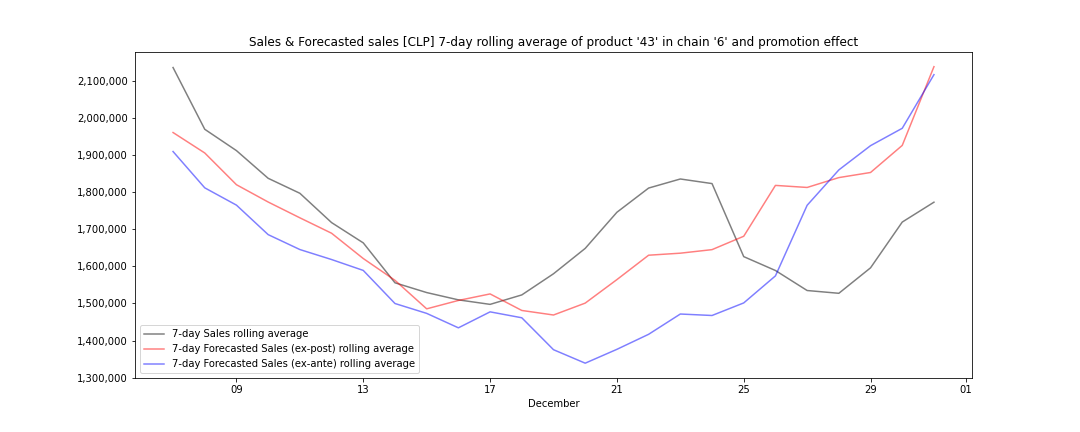 Sales & Forecasted sales [CLP] 7-day rolling average of product '43' in chain '6' and promotion effect
2,100,000
2,000,000
1,900,000
1,800,000
1,700,000
1,600,000
1,500,000
1,400,000
1,300,000
7-day Sales rolling average
7-day Forecasted Sales (ex-post) rolling average
7-day Forecasted Sales (ex-ante) rolling average
09 13 17 21 25 29 01
December